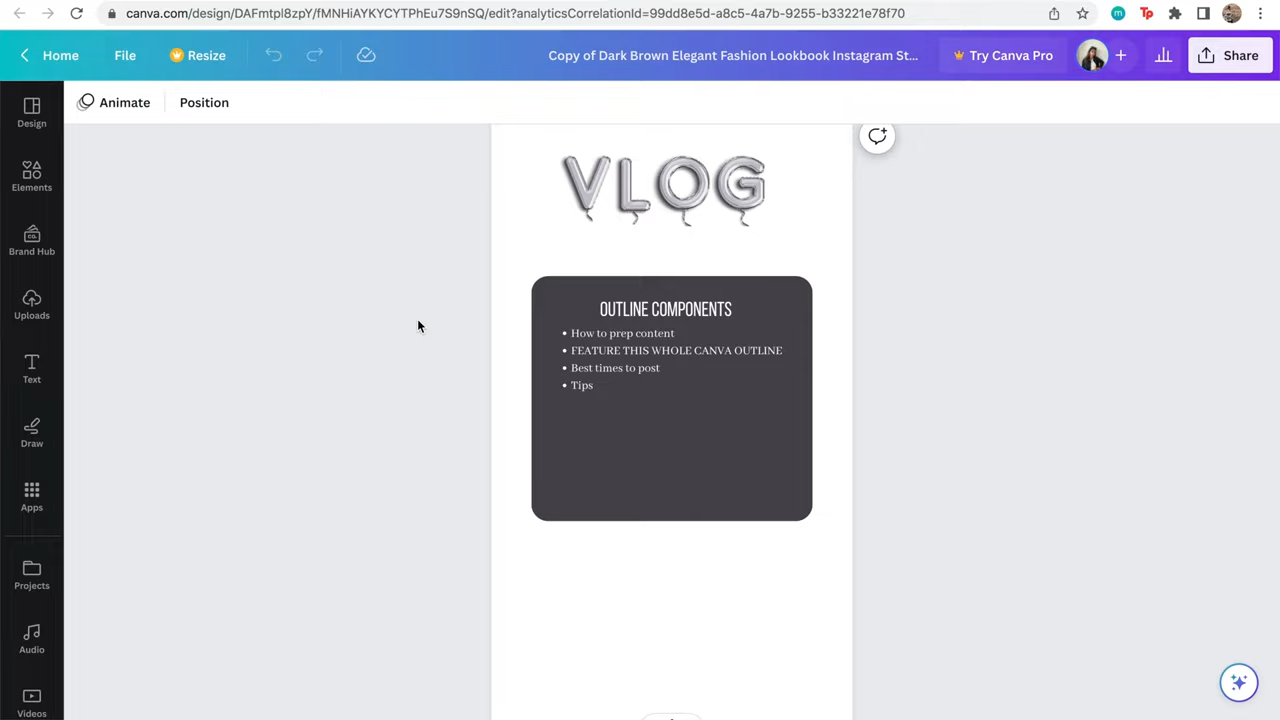 canva.com/design/DAFmtpl8zpY/fMNHiAYKYCYTPhEu7S9nSQ/edit?analyticsCorrelationId=99dd8e5d-a8c5-4a7b-9255-b33221e78f70
Home File Resize Copy of Dark Brown Elegant Fashion Lookbook Instagram St... Try Canva Pro Share
Animate Position
Design
Elements
Brand Hub
Uploads
Text
Draw
Apps
Projects
Audio
Videos
VLOG
OUTLINE COMPONENTS
• How to prep content
• FEATURE THIS WHOLE CANVA OUTLINE
• Best times to post
• Tips